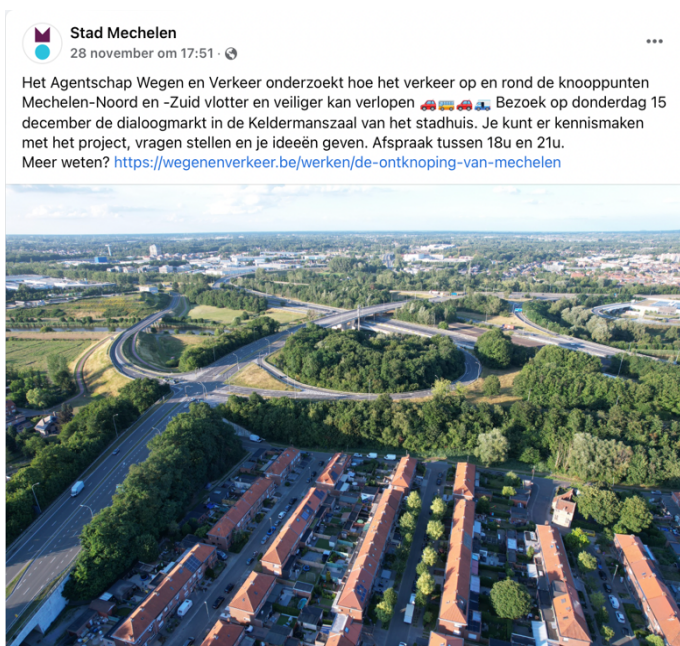 Stad Mechelen
28 november om 17:51 ·
Het Agentschap Wegen en Verkeer onderzoekt hoe het verkeer op en rond de knooppunten
Mechelen-Noord en -Zuid vlotter en veiliger kan verlopen 🚗🚌🚗🛻 Bezoek op donderdag 15
december de dialoogmarkt in de Keldermanszaal van het stadhuis. Je kunt er kennismaken
met het project, vragen stellen en je ideeën geven. Afspraak tussen 18u en 21u.
Meer weten? https://wegenenverkeer.be/werken/de-ontknoping-van-mechelen